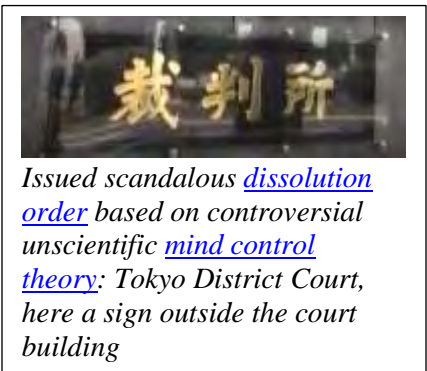 裁判所
Issued scandalous dissolution
order based on controversial
unscientific mind control
theory: Tokyo District Court,
here a sign outside the court
building